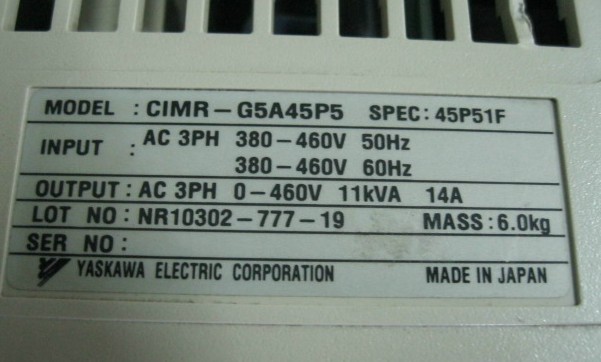 MODEL : CIMR-G5A45P5 SPEC: 45P51F
INPUT : AC 3PH 380-460V 50Hz
380-460V 60Hz
OUTPUT : AC 3PH 0-460V 11kVA 14A
LOT NO : NR10302-777-19 MASS : 6.0kg
SER NO :
YASKAWA ELECTRIC CORPORATION MADE IN JAPAN